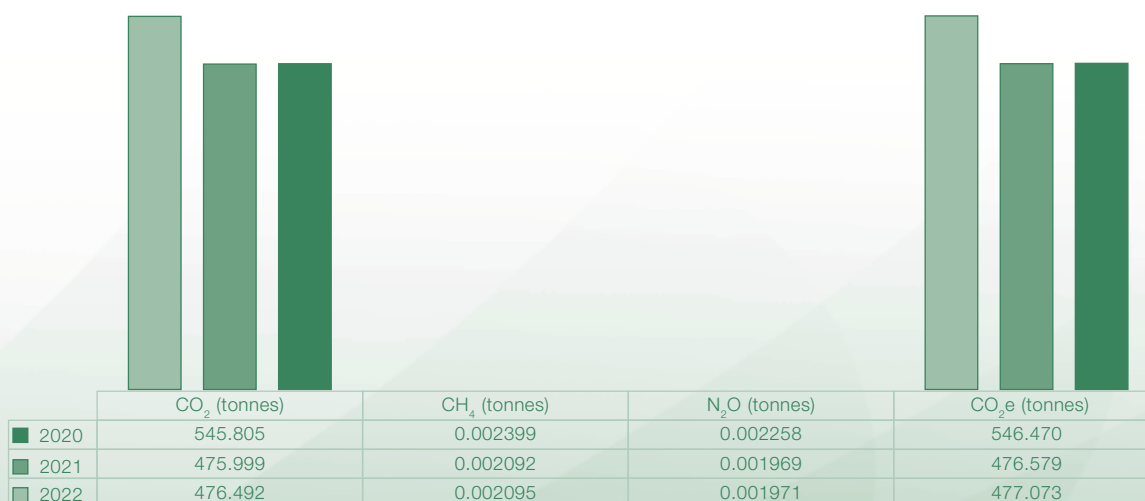 CO₂ (tonnes) CH₄ (tonnes) N₂O (tonnes) CO₂e (tonnes)
2020 545.805 0.002399 0.002258 546.470
2021 475.999 0.002092 0.001969 476.579
2022 476.492 0.002095 0.001971 477.073